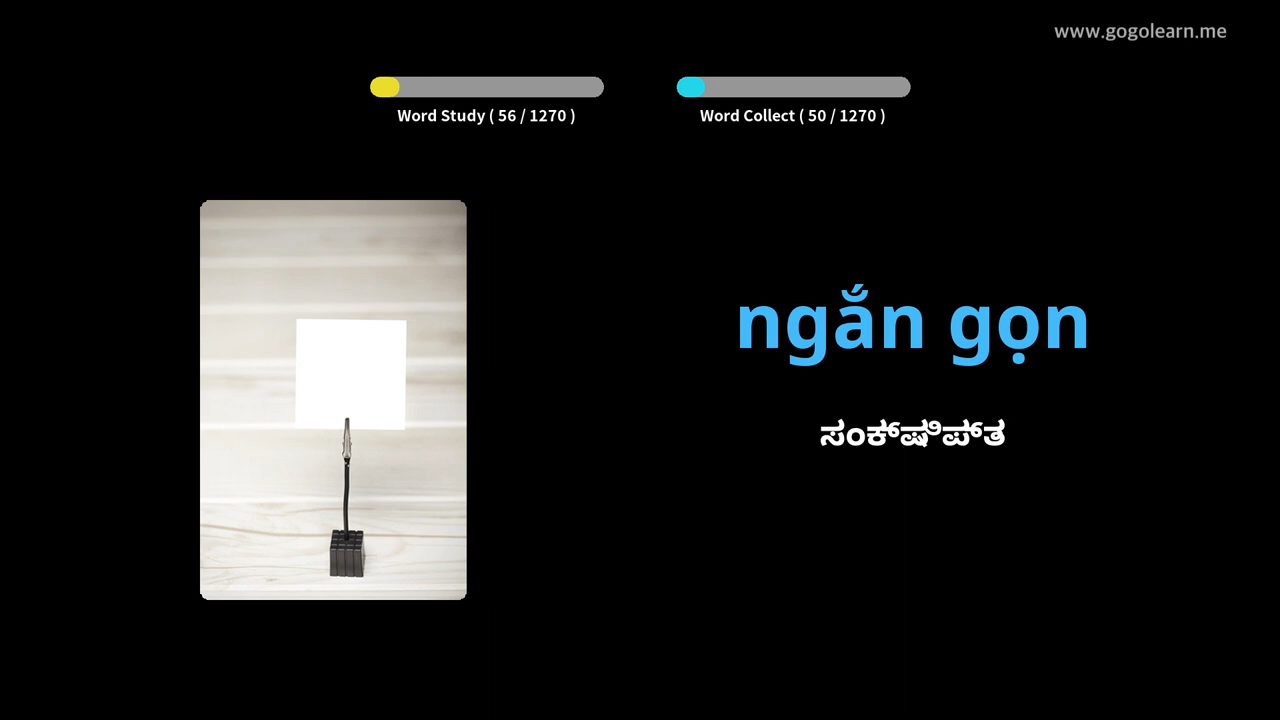 www.gogolearn.me
Word Study ( 56 / 1270 )
Word Collect ( 50 / 1270 )
ngắn gọn
ಸಂಕ್ಷಿಪ್ತ